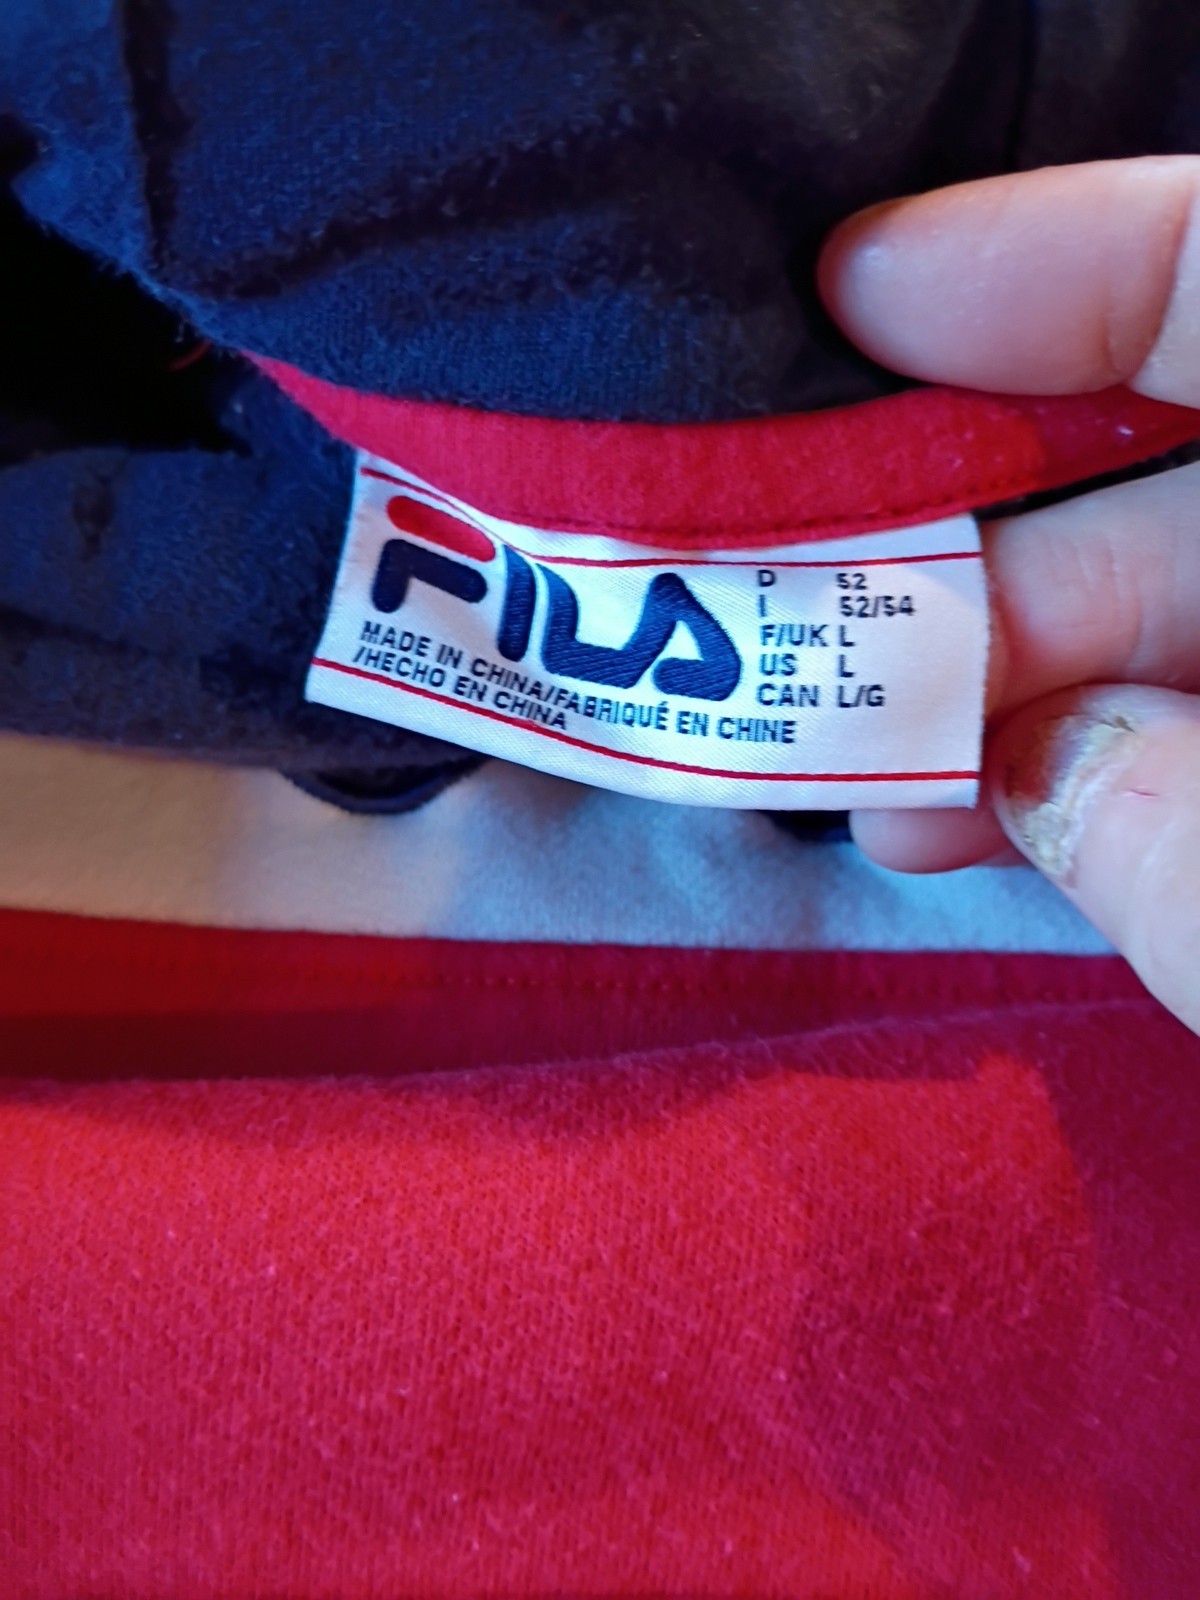 FILA
MADE IN CHINA/FABRIQUÉ EN CHINE
/HECHO EN CHINA
D 52
I 52/54
F/UK L
US L
CAN L/G